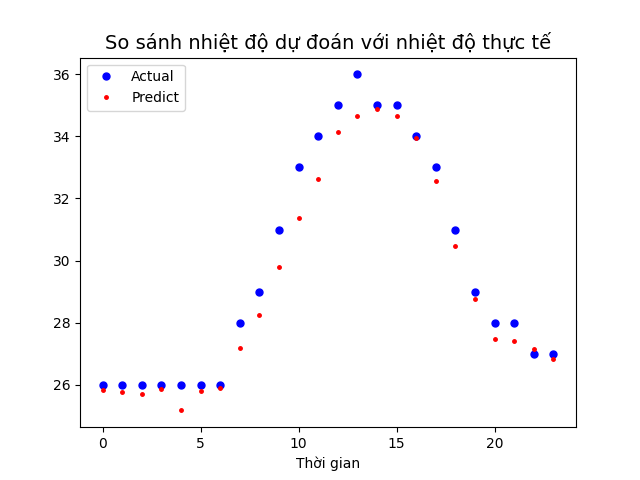 So sánh nhiệt độ dự đoán với nhiệt độ thực tế
Actual
Predict
36
34
32
30
28
26
0 5 10 15 20
Thời gian